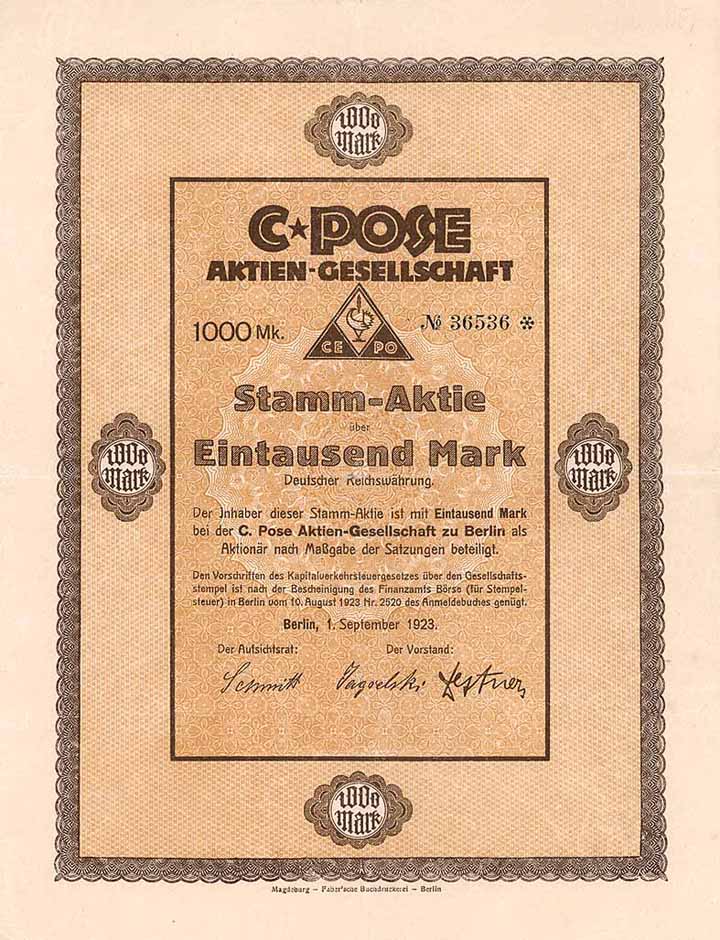 1000 Mark
C★POSE
AKTIEN-GESELLSCHAFT
1000 Mk.
CE PO
№ 36536 ✲
Stamm-Aktie
über
Eintausend Mark
Deutscher Reichswährung.
Der Inhaber dieser Stamm-Aktie ist mit Eintausend Mark
bei der C. Pose Aktien-Gesellschaft zu Berlin als
Aktionär nach Maßgabe der Satzungen beteiligt.
Den Vorschriften des Kapitalverkehrsteuergesetzes über den Gesellschafts-
stempel ist nach der Bescheinigung des Finanzamts Börse (für Stempel-
steuer) in Berlin vom 10. August 1923 Nr. 2520 des Anmeldebuches genügt.
Berlin, 1. September 1923.
Der Aufsichtsrat: Der Vorstand:
Schmitt
1000 Mark
1000 Mark
1000 Mark
Magdeburg – Faber'sche Buchdruckerei – Berlin